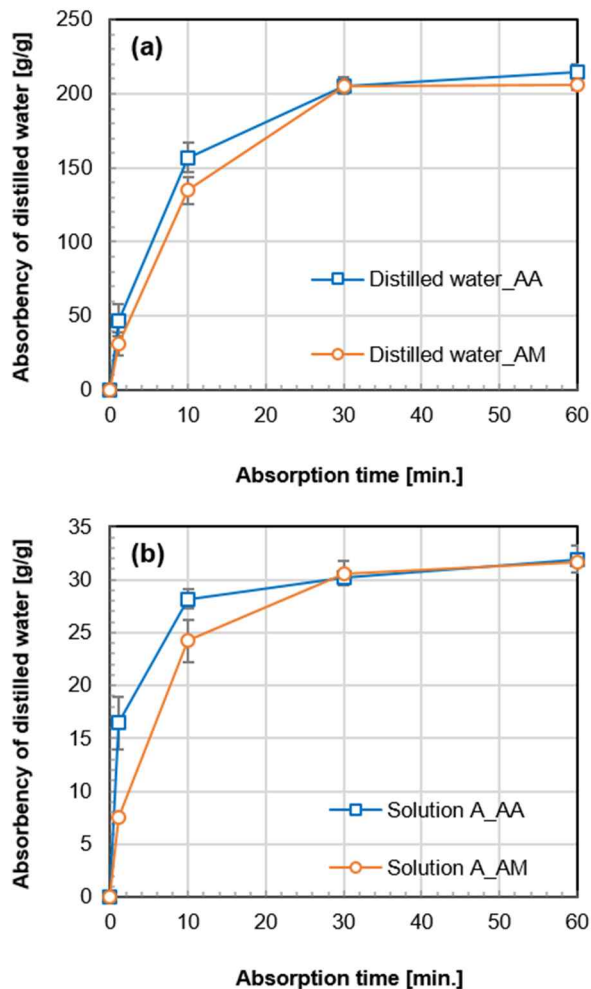 (a)
Absorbency of distilled water [g/g]
250
200
150
100
50
0
Distilled water_AA
Distilled water_AM
0 10 20 30 40 50 60
Absorption time [min.]
(b)
Absorbency of distilled water [g/g]
35
30
25
20
15
10
5
0
Solution A_AA
Solution A_AM
0 10 20 30 40 50 60
Absorption time [min.]